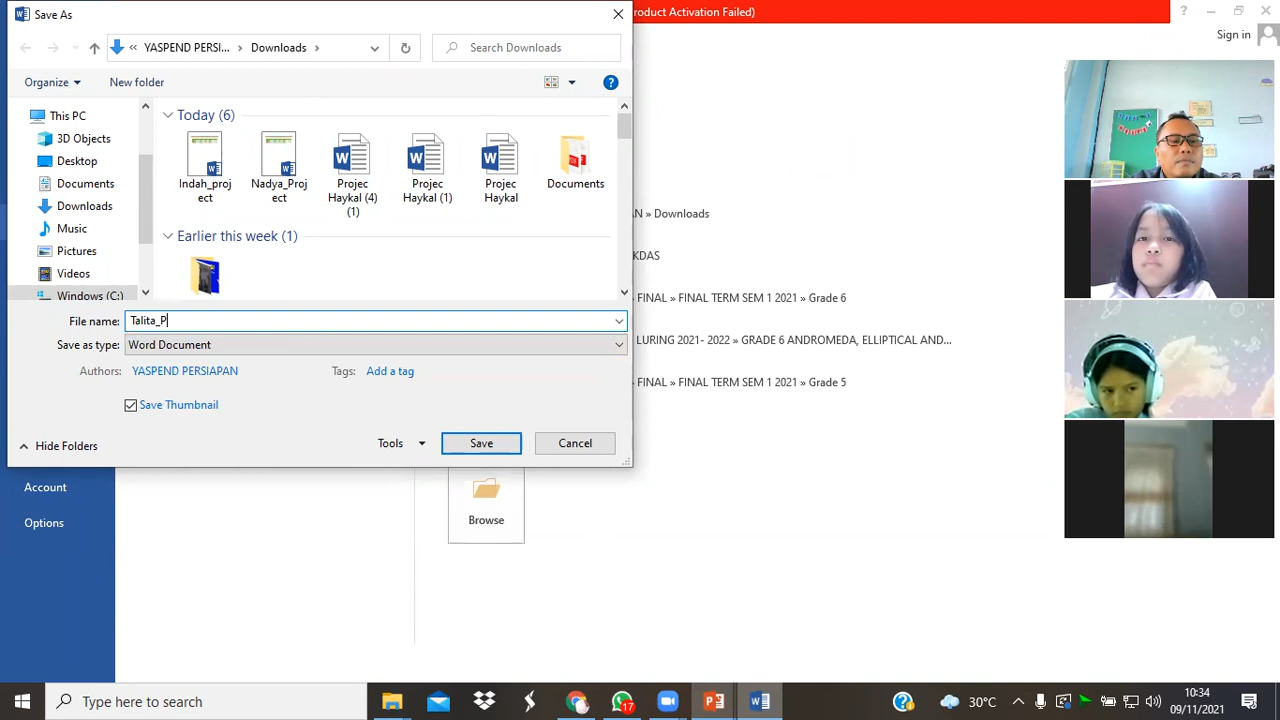 Save As
roduct Activation Failed)
?
Sign in
« YASPEND PERSI... › Downloads ›
Search Downloads
Organize
New folder
?
This PC
3D Objects
Desktop
Documents
Downloads
Music
Pictures
Videos
Windows (C:)
Today (6)
Indah_proj
ect
Nadya_Proj
ect
Projec
Haykal (4)
(1)
Projec
Haykal (1)
Projec
Haykal
Documents
Earlier this week (1)
File name: Talita_P
Save as type: Word Document
Authors: YASPEND PERSIAPAN
Tags: Add a tag
Save Thumbnail
Hide Folders
Tools
Save
Cancel
AN » Downloads
KDAS
FINAL » FINAL TERM SEM 1 2021 » Grade 6
LURING 2021- 2022 » GRADE 6 ANDROMEDA, ELLIPTICAL AND...
FINAL » FINAL TERM SEM 1 2021 » Grade 5
Account
Options
Browse
Type here to search
17
?
30°C
10:34
09/11/2021